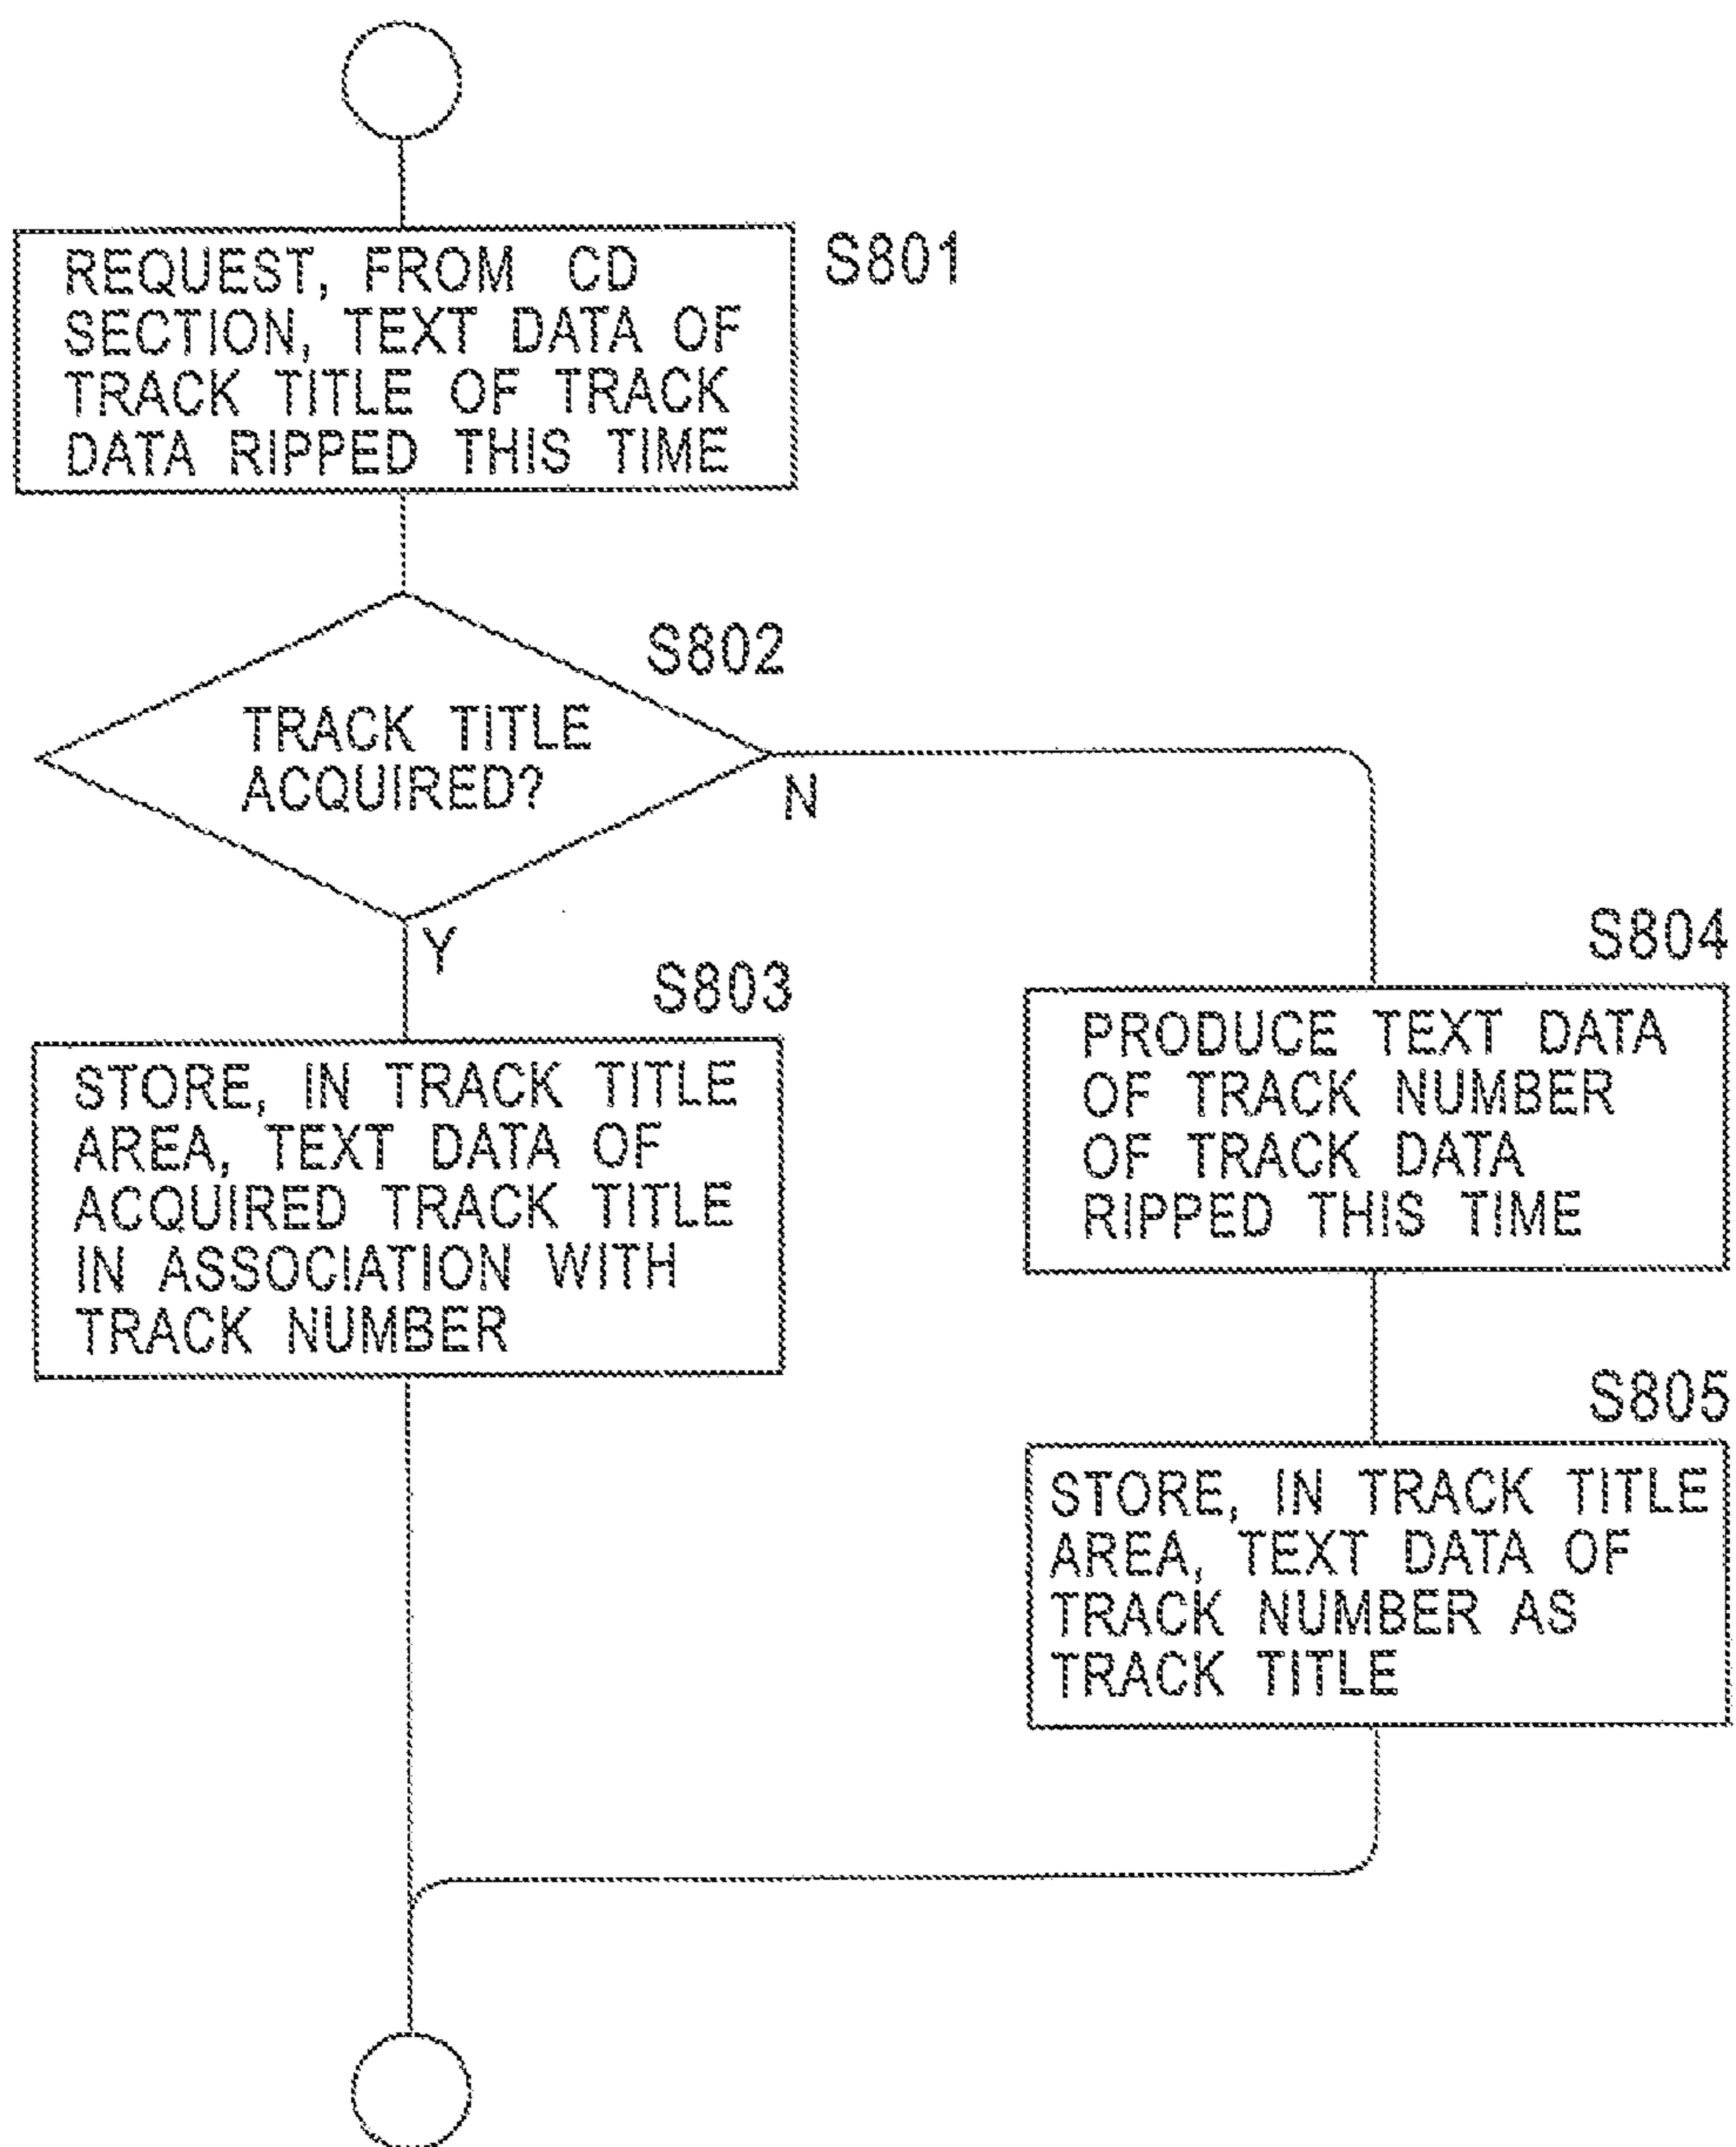 REQUEST, FROM CD
SECTION, TEXT DATA OF
TRACK TITLE OF TRACK
DATA RIPPED THIS TIME
S801
S802
TRACK TITLE
ACQUIRED?
N
Y
S803
STORE, IN TRACK TITLE
AREA, TEXT DATA OF
ACQUIRED TRACK TITLE
IN ASSOCIATION WITH
TRACK NUMBER
S804
PRODUCE TEXT DATA
OF TRACK NUMBER
OF TRACK DATA
RIPPED THIS TIME
S805
STORE, IN TRACK TITLE
AREA, TEXT DATA OF
TRACK NUMBER AS
TRACK TITLE